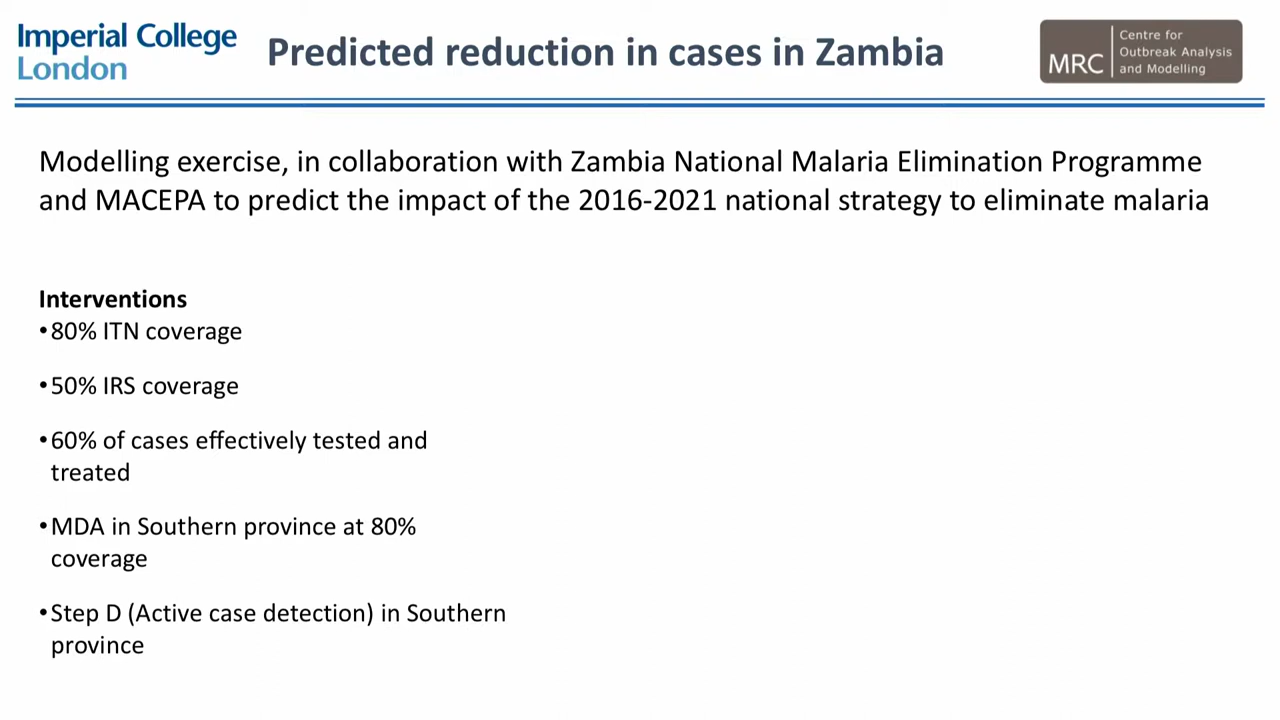 Imperial College
London
Predicted reduction in cases in Zambia
MRC
Centre for
Outbreak Analysis
and Modelling
Modelling exercise, in collaboration with Zambia National Malaria Elimination Programme
and MACEPA to predict the impact of the 2016-2021 national strategy to eliminate malaria
Interventions
•80% ITN coverage
•50% IRS coverage
•60% of cases effectively tested and
treated
•MDA in Southern province at 80%
coverage
•Step D (Active case detection) in Southern
province